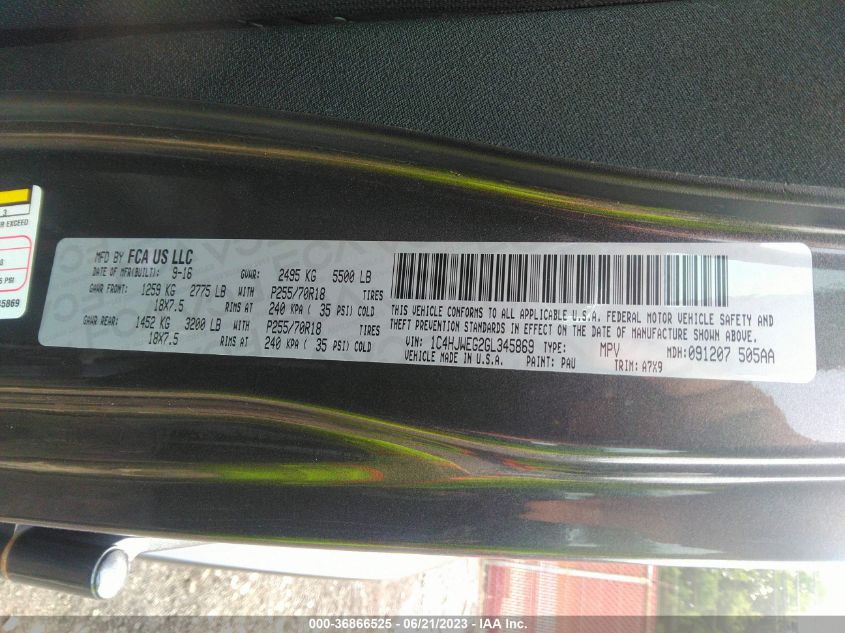 3
R EXCEED
8
5 PSI
45869
MFD BY FCA US LLC
DATE OF MFR(BUILT): 9-16 GVWR: 2495 KG 5500 LB
GAWR FRONT: 1259 KG 2775 LB WITH P255/70R18 TIRES
18X7.5 RIMS AT 240 KPA ( 35 PSI) COLD
GAWR REAR: 1452 KG 3200 LB WITH P255/70R18 TIRES
18X7.5 RIMS AT 240 KPA ( 35 PSI) COLD
THIS VEHICLE CONFORMS TO ALL APPLICABLE U.S.A. FEDERAL MOTOR VEHICLE SAFETY AND
THEFT PREVENTION STANDARDS IN EFFECT ON THE DATE OF MANUFACTURE SHOWN ABOVE.
VIN: 1C4HJWEG2GL345869 TYPE: MPV MDH:091207 505AA
VEHICLE MADE IN U.S.A. PAINT: PAU TRIM: A7X9
000-36866525 - 06/21/2023 - IAA Inc.